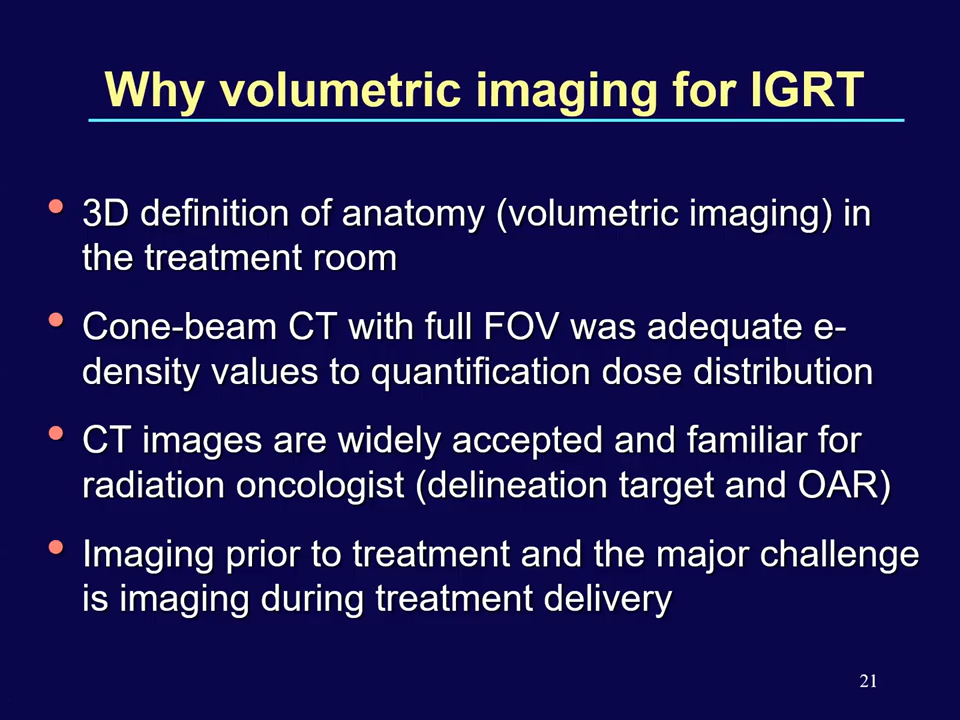 Why volumetric imaging for IGRT
• 3D definition of anatomy (volumetric imaging) in
the treatment room
• Cone-beam CT with full FOV was adequate e-
density values to quantification dose distribution
• CT images are widely accepted and familiar for
radiation oncologist (delineation target and OAR)
• Imaging prior to treatment and the major challenge
is imaging during treatment delivery
21